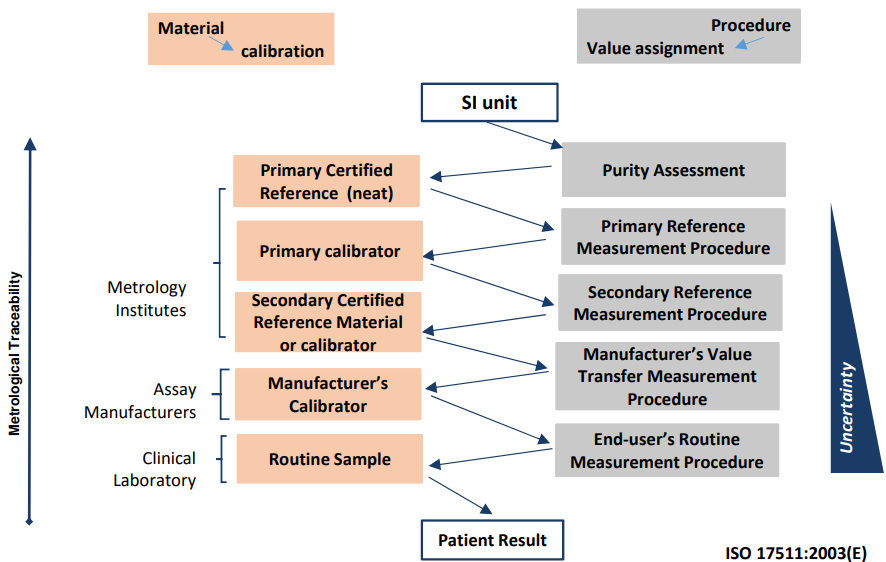 Material
calibration
Procedure
Value assignment
SI unit
Primary Certified
Reference (neat)
Purity Assessment
Primary calibrator
Primary Reference
Measurement Procedure
Metrology
Institutes
Secondary Certified
Reference Material
or calibrator
Secondary Reference
Measurement Procedure
Assay
Manufacturers
Manufacturer’s
Calibrator
Manufacturer’s Value
Transfer Measurement
Procedure
Clinical
Laboratory
Routine Sample
End-user’s Routine
Measurement Procedure
Patient Result
Metrological Traceability
Uncertainty
ISO 17511:2003(E)